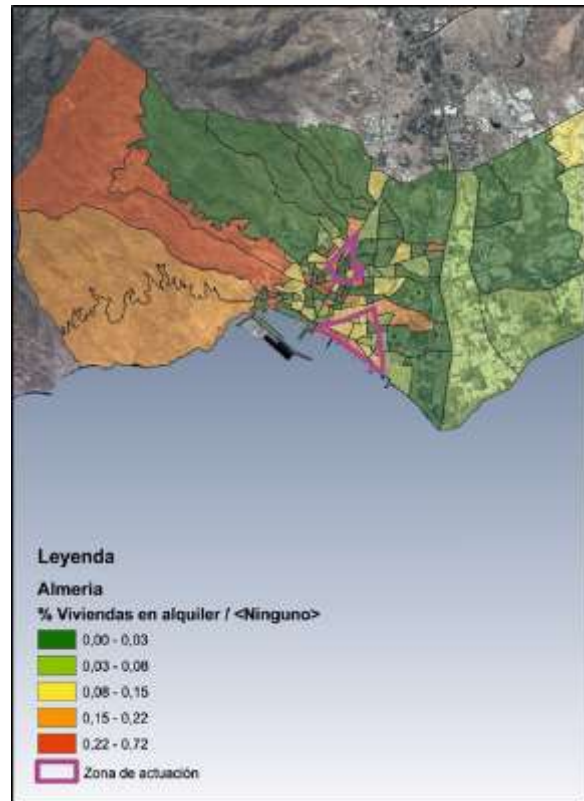 Leyenda
Almeria
% Viviendas en alquiler / <Ninguno>
0,00 - 0,03
0,03 - 0,08
0,08 - 0,15
0,15 - 0,22
0,22 - 0,72
Zona de actuación